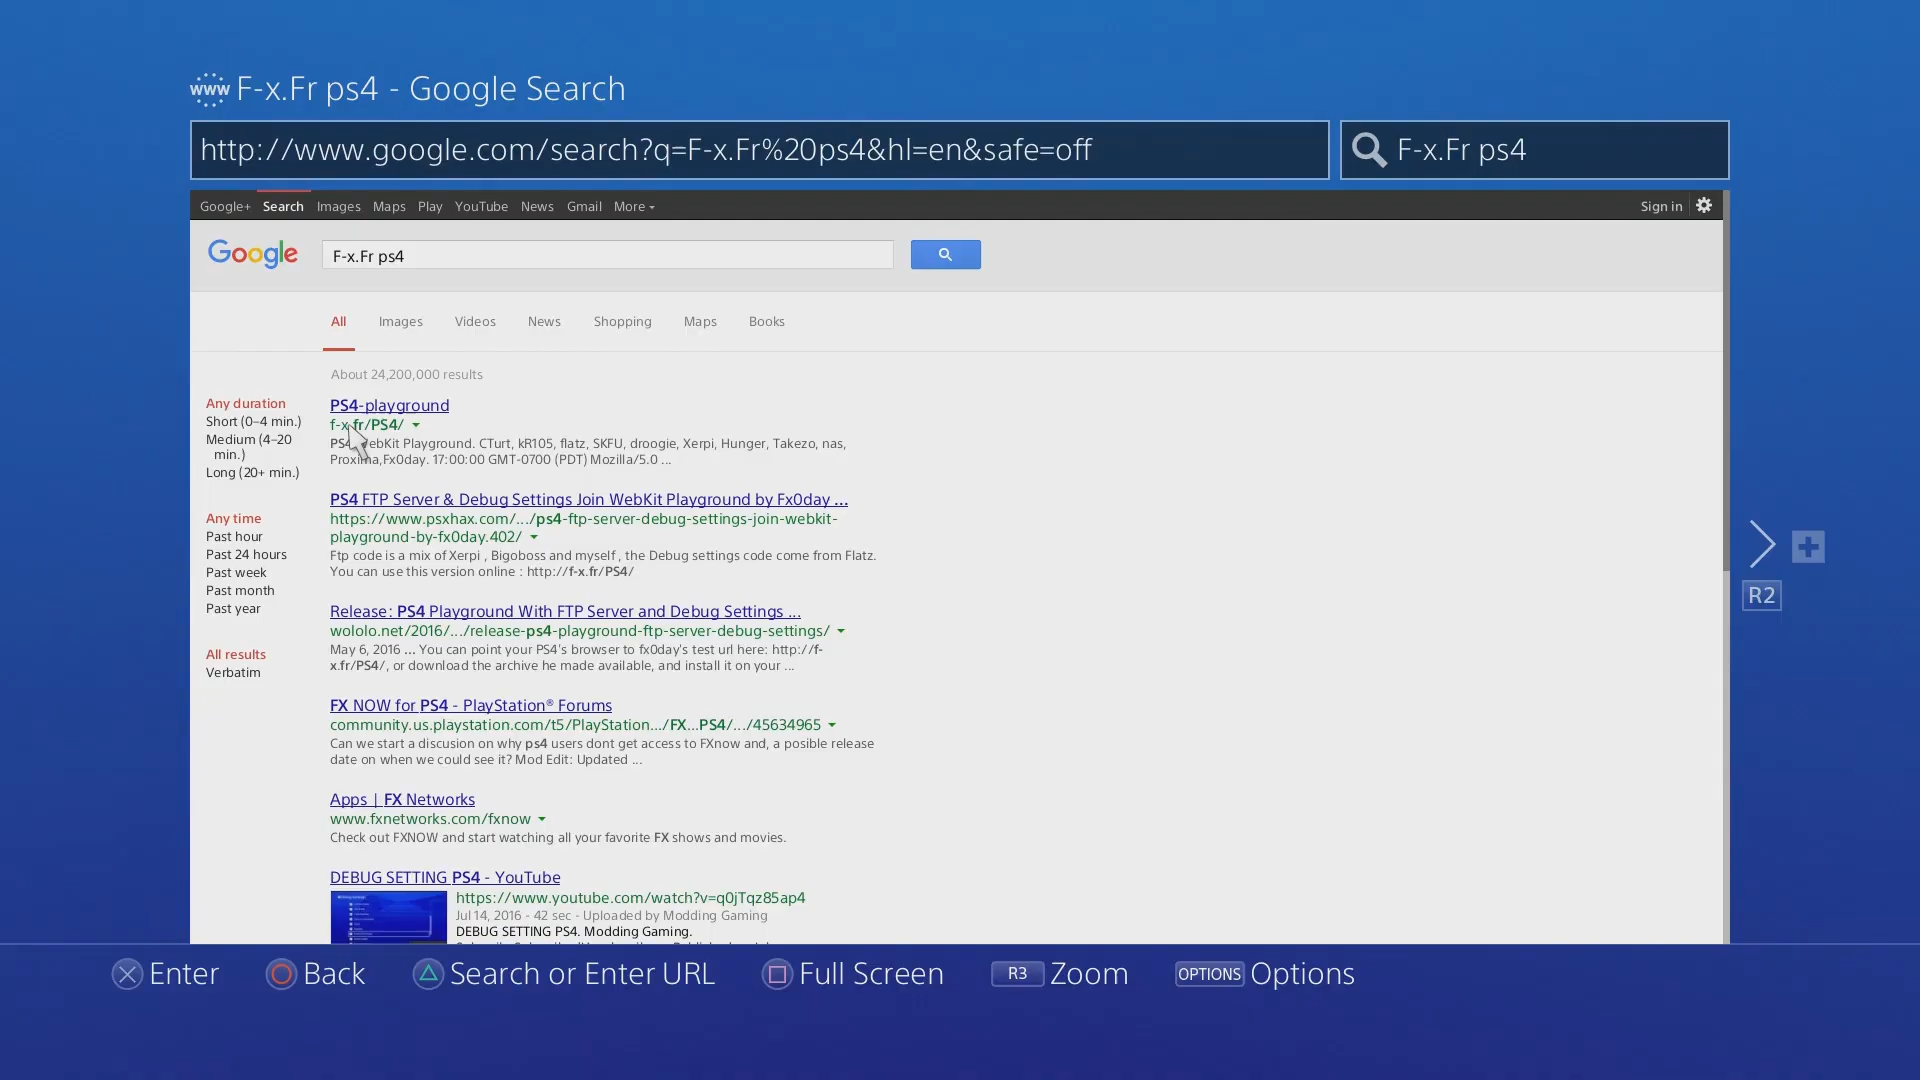 www F-x.Fr ps4 - Google Search
http://www.google.com/search?q=F-x.Fr%20ps4&hl=en&safe=off
F-x.Fr ps4
Google+ Search Images Maps Play YouTube News Gmail More
Sign in
Google
F-x.Fr ps4
All Images Videos News Shopping Maps Books
About 24,200,000 results
Any duration
Short (0–4 min.)
Medium (4–20
min.)
Long (20+ min.)
Any time
Past hour
Past 24 hours
Past week
Past month
Past year
All results
Verbatim
PS4-playground
f-x.fr/PS4/
PS4 WebKit Playground. CTurt, kR105, flatz, SKFU, droogie, Xerpi, Hunger, Takezo, nas,
Proxima,Fx0day. 17:00:00 GMT-0700 (PDT) Mozilla/5.0 ...
PS4 FTP Server & Debug Settings Join WebKit Playground by Fx0day ...
https://www.psxhax.com/.../ps4-ftp-server-debug-settings-join-webkit-
playground-by-fx0day.402/
Ftp code is a mix of Xerpi , Bigoboss and myself , the Debug settings code come from Flatz.
You can use this version online : http://f-x.fr/PS4/
Release: PS4 Playground With FTP Server and Debug Settings ...
wololo.net/2016/.../release-ps4-playground-ftp-server-debug-settings/
May 6, 2016 ... You can point your PS4's browser to fx0day's test url here: http://f-
x.fr/PS4/, or download the archive he made available, and install it on your ...
FX NOW for PS4 - PlayStation® Forums
community.us.playstation.com/t5/PlayStation.../FX...PS4/.../45634965
Can we start a discusion on why ps4 users dont get access to FXnow and, a posible release
date on when we could see it? Mod Edit: Updated ...
Apps | FX Networks
www.fxnetworks.com/fxnow
Check out FXNOW and start watching all your favorite FX shows and movies.
DEBUG SETTING PS4 - YouTube
https://www.youtube.com/watch?v=q0jTqz85ap4
Jul 14, 2016 - 42 sec - Uploaded by Modding Gaming
DEBUG SETTING PS4. Modding Gaming.
R2
Enter Back Search or Enter URL Full Screen R3 Zoom OPTIONS Options